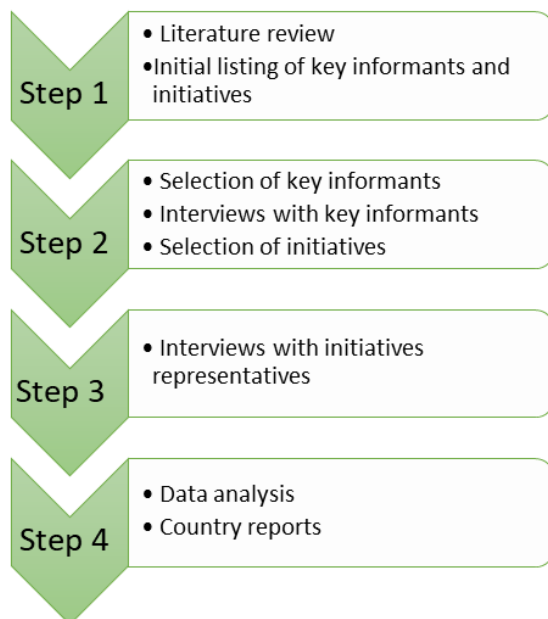 Step 1
• Literature review
•Initial listing of key informants and
initiatives
Step 2
• Selection of key informants
• Interviews with key informants
• Selection of initiatives
Step 3
• Interviews with initiatives
representatives
Step 4
• Data analysis
• Country reports